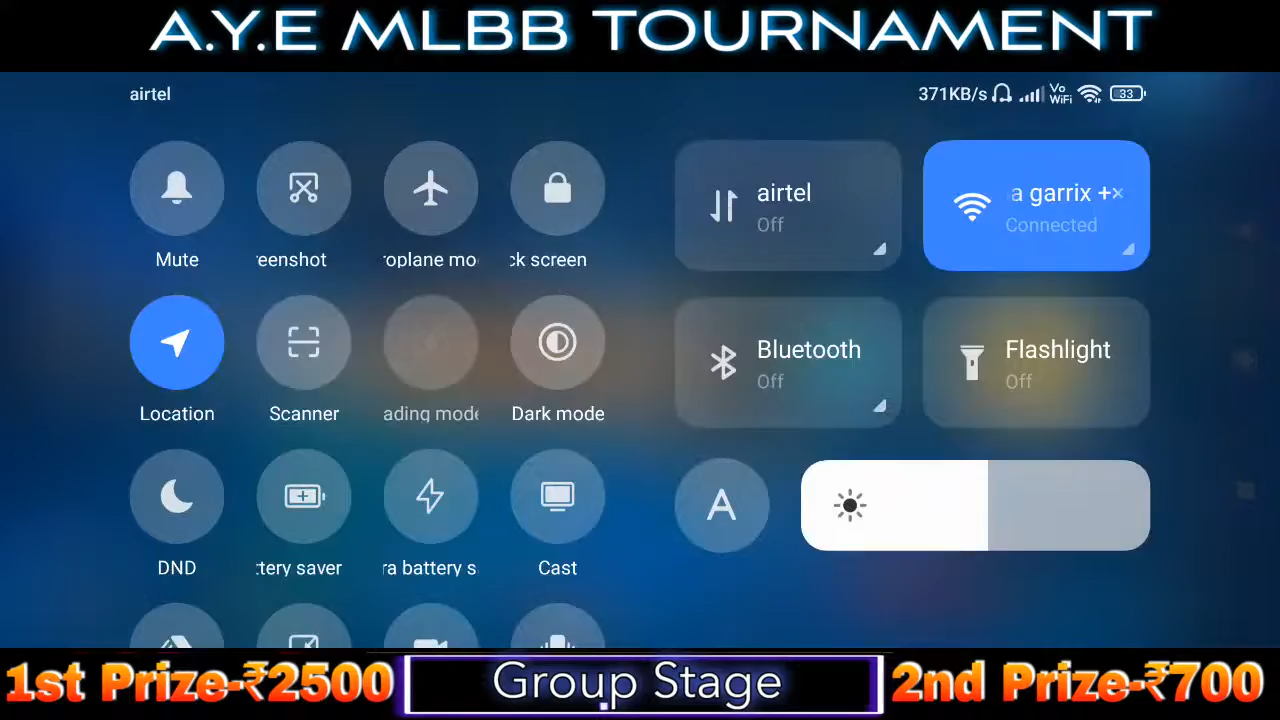 A.Y.E MLBB TOURNAMENT
airtel
371KB/s
Vo
WiFi
33
Mute
eenshot
roplane mo
ck screen
airtel
Off
a garrix +×
Connected
Location
Scanner
ading mode
Dark mode
Bluetooth
Off
Flashlight
Off
DND
ttery saver
ra battery s
Cast
A
1st Prize-₹2500
Group Stage
2nd Prize-₹700